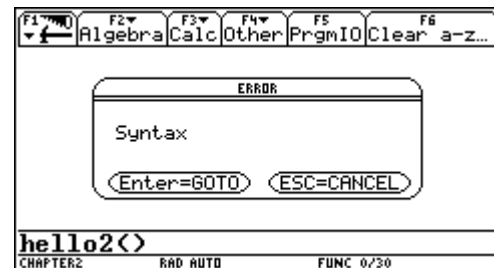 F1 F2 F3 F4 F5 F6
Algebra Calc Other PrgmIO Clear a-z…
ERROR
Syntax
Enter=GOTO ESC=CANCEL
hello2()
CHAPTER2 RAD AUTO FUNC 0/30